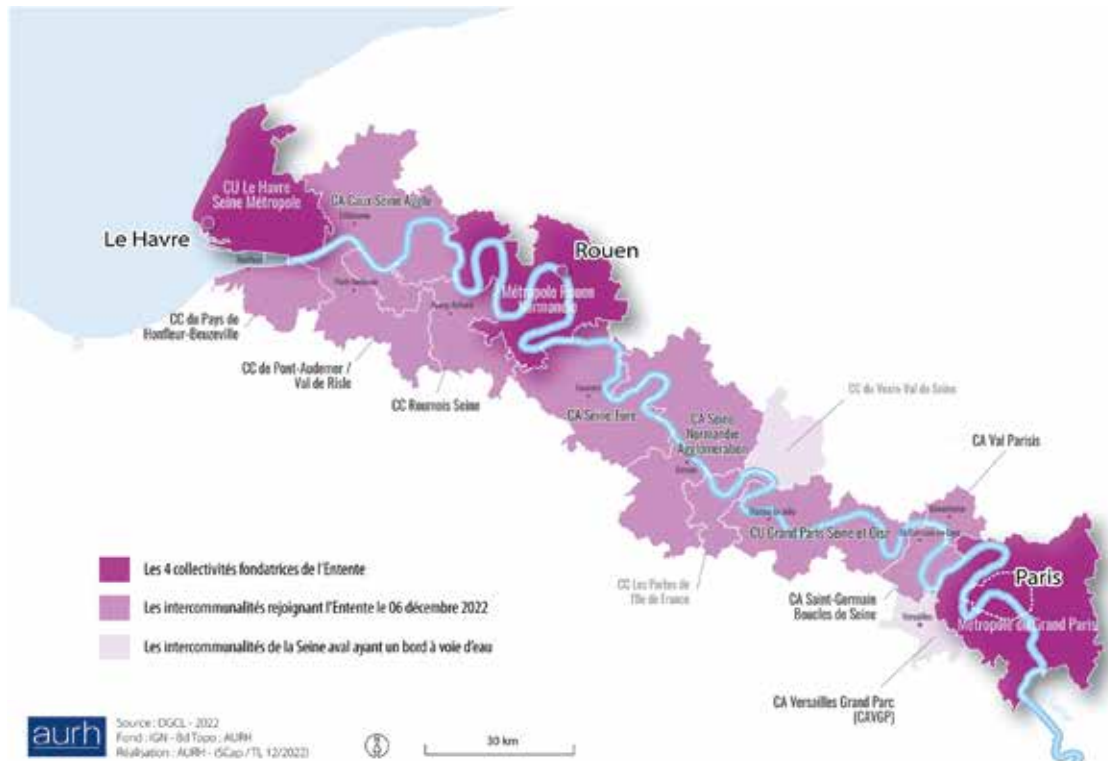 CU Le Havre
Seine Métropole
CA Caux Seine Agglo
Le Havre
Rouen
Métropole Rouen
Normandie
CC du Pays de
Honfleur-Beuzeville
CC de Pont-Audemer /
Val de Risle
CC Roumois Seine
CA Seine Eure
CA Seine
Normandie
Agglomération
CC du Vexin-Val de Seine
CA Val Parisis
CU Grand Paris Seine et Oise
CC Les Portes de
l'Ile de France
CA Saint-Germain
Boucles de Seine
Paris
Métropole du Grand Paris
Versailles
CA Versailles Grand Parc
(CAVGP)
Les 4 collectivités fondatrices de l'Entente
Les intercommunalités rejoignant l'Entente le 06 décembre 2022
Les intercommunalités de la Seine aval ayant un bord à voie d'eau
aurh
Source : DGCL - 2022
Fond : IGN - Bd Topo ; AURH
Réalisation : AURH - (SCap / TL 12/2022)
30 km